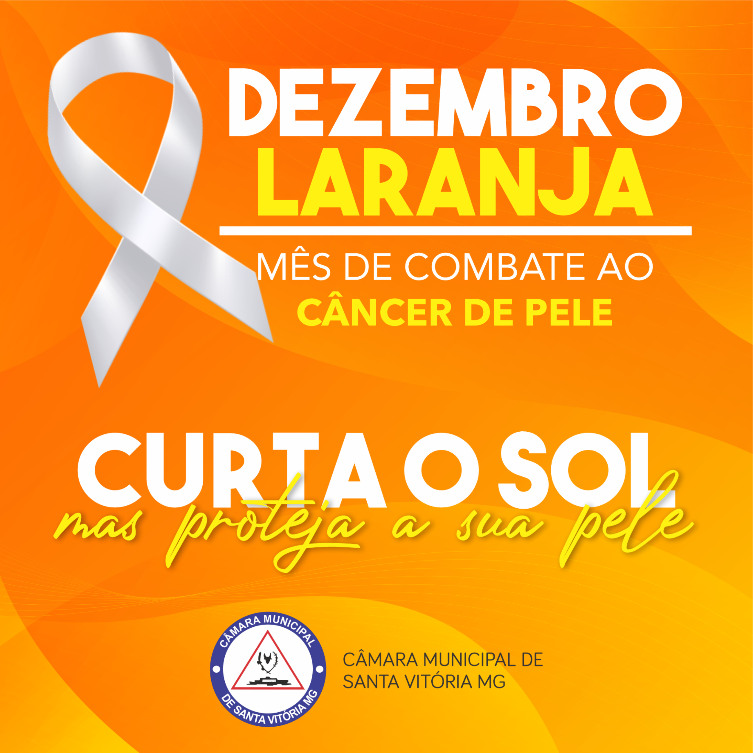 DEZEMBRO
LARANJA
MÊS DE COMBATE AO
CÂNCER DE PELE
CURTA O SOL
mas proteja a sua pele
CÂMARA MUNICIPAL
DE SANTA VITÓRIA MG
CÂMARA MUNICIPAL DE
SANTA VITÓRIA MG